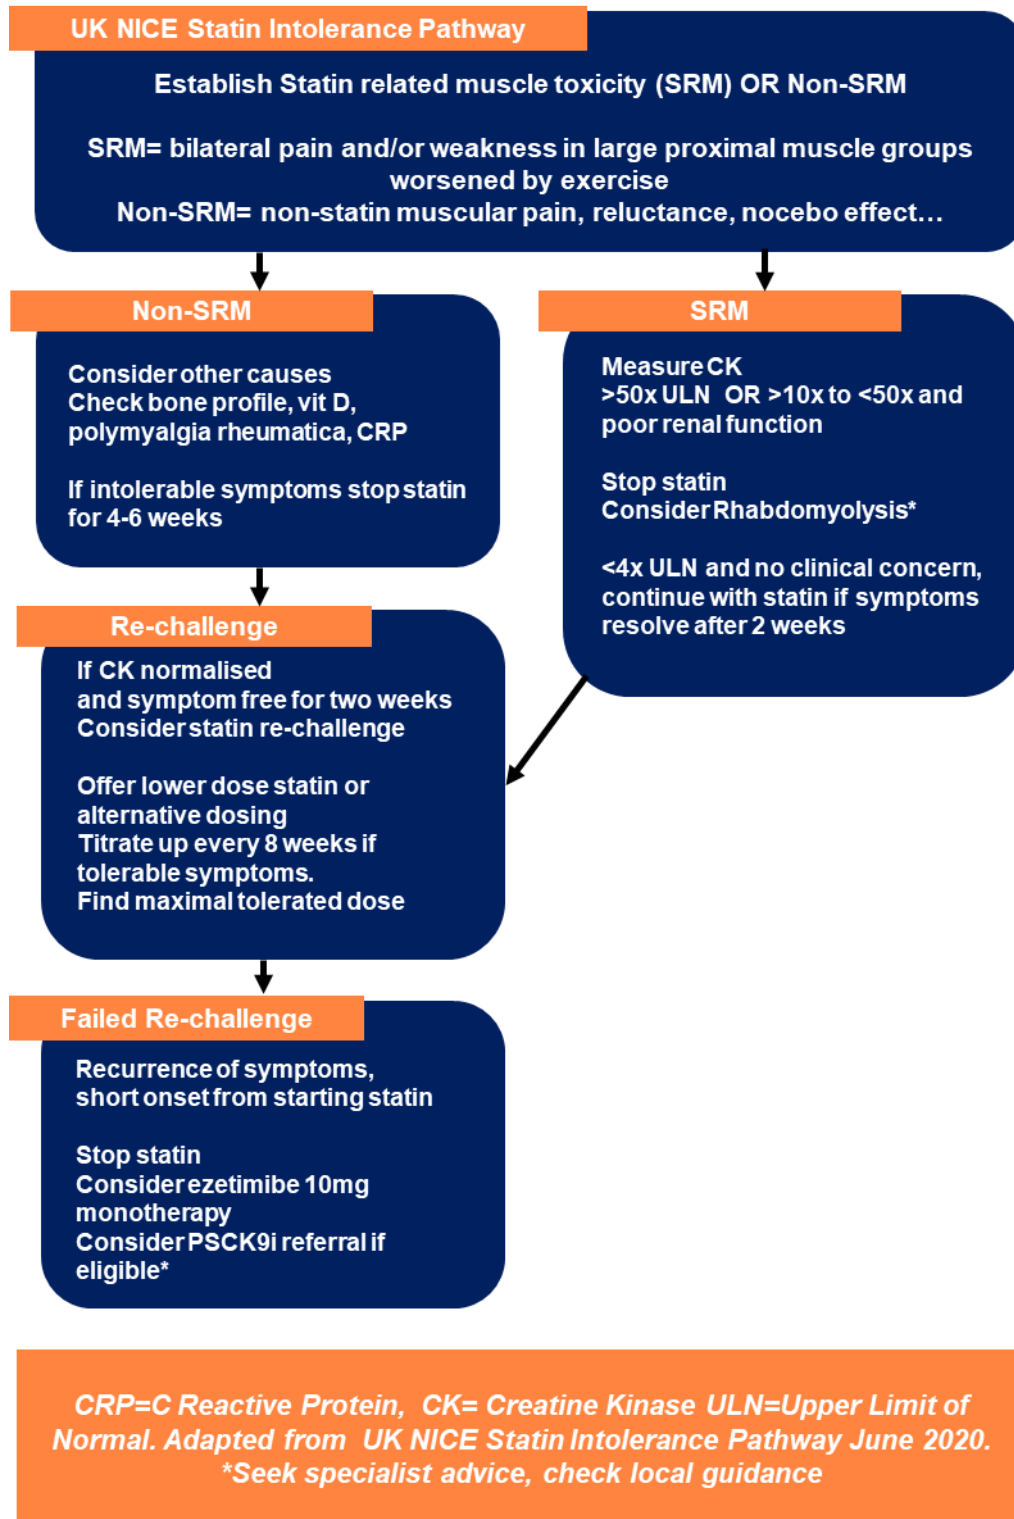 UK NICE Statin Intolerance Pathway
Establish Statin related muscle toxicity (SRM) OR Non-SRM
SRM= bilateral pain and/or weakness in large proximal muscle groups
worsened by exercise
Non-SRM= non-statin muscular pain, reluctance, nocebo effect...
Non-SRM
Consider other causes
Check bone profile, vit D,
polymyalgia rheumatica, CRP
If intolerable symptoms stop statin
for 4-6 weeks
SRM
Measure CK
>50x ULN OR >10x to <50x and
poor renal function
Stop statin
Consider Rhabdomyolysis*
<4x ULN and no clinical concern,
continue with statin if symptoms
resolve after 2 weeks
Re-challenge
If CK normalised
and symptom free for two weeks
Consider statin re-challenge
Offer lower dose statin or
alternative dosing
Titrate up every 8 weeks if
tolerable symptoms.
Find maximal tolerated dose
Failed Re-challenge
Recurrence of symptoms,
short onset from starting statin
Stop statin
Consider ezetimibe 10mg
monotherapy
Consider PSCK9i referral if
eligible*
CRP=C Reactive Protein, CK= Creatine Kinase ULN=Upper Limit of
Normal. Adapted from UK NICE Statin Intolerance Pathway June 2020.
*Seek specialist advice, check local guidance